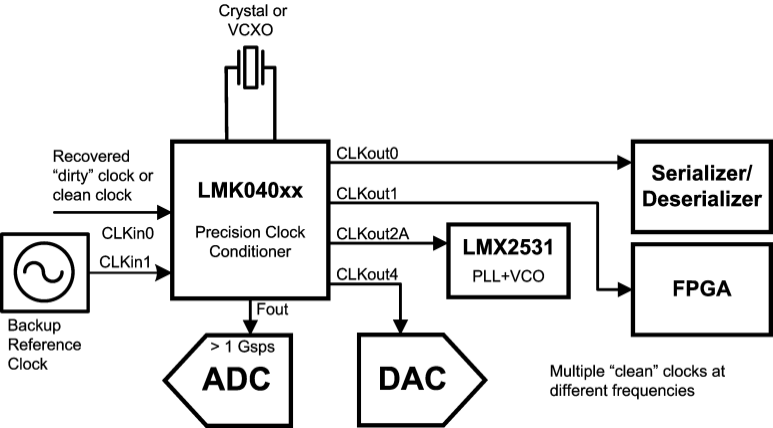 Crystal or
VCXO
Recovered
“dirty” clock or
clean clock
CLKin0
CLKin1
Backup
Reference
Clock
LMK040xx
Precision Clock
Conditioner
CLKout0
CLKout1
CLKout2A
CLKout4
Fout
> 1 Gsps
ADC
DAC
LMX2531
PLL+VCO
Serializer/
Deserializer
FPGA
Multiple “clean” clocks at
different frequencies